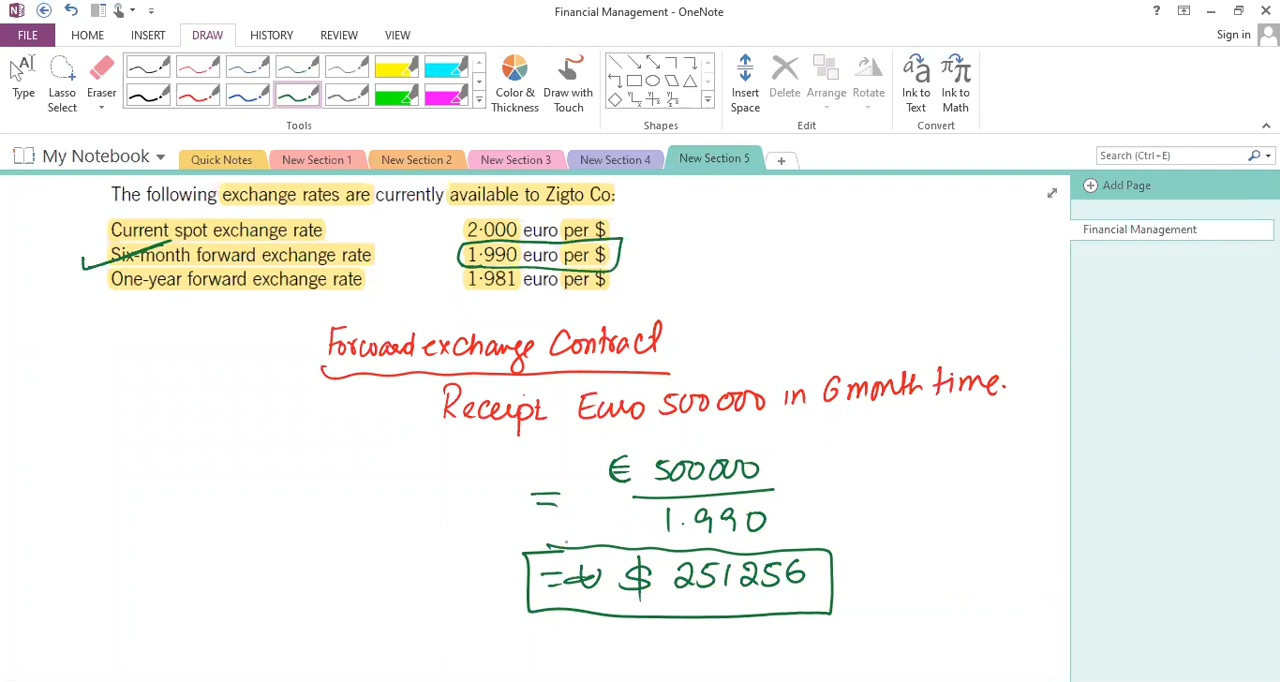 Financial Management - OneNote
?
FILE HOME INSERT DRAW HISTORY REVIEW VIEW
Sign in
Type
Lasso Select
Eraser
Color & Thickness
Draw with Touch
Insert Space
Delete
Arrange
Rotate
Ink to Text
Ink to Math
Tools
Shapes
Edit
Convert
My Notebook
Quick Notes New Section 1 New Section 2 New Section 3 New Section 4 New Section 5
Search (Ctrl+E)
Add Page
Financial Management
The following exchange rates are currently available to Zigto Co:
Current spot exchange rate 2·000 euro per $
Six-month forward exchange rate 1·990 euro per $
One-year forward exchange rate 1·981 euro per $
Forward exchange Contract
Receipt Euro 500000 in 6 month time.
€ 500000
=
1.990
= $ 251256